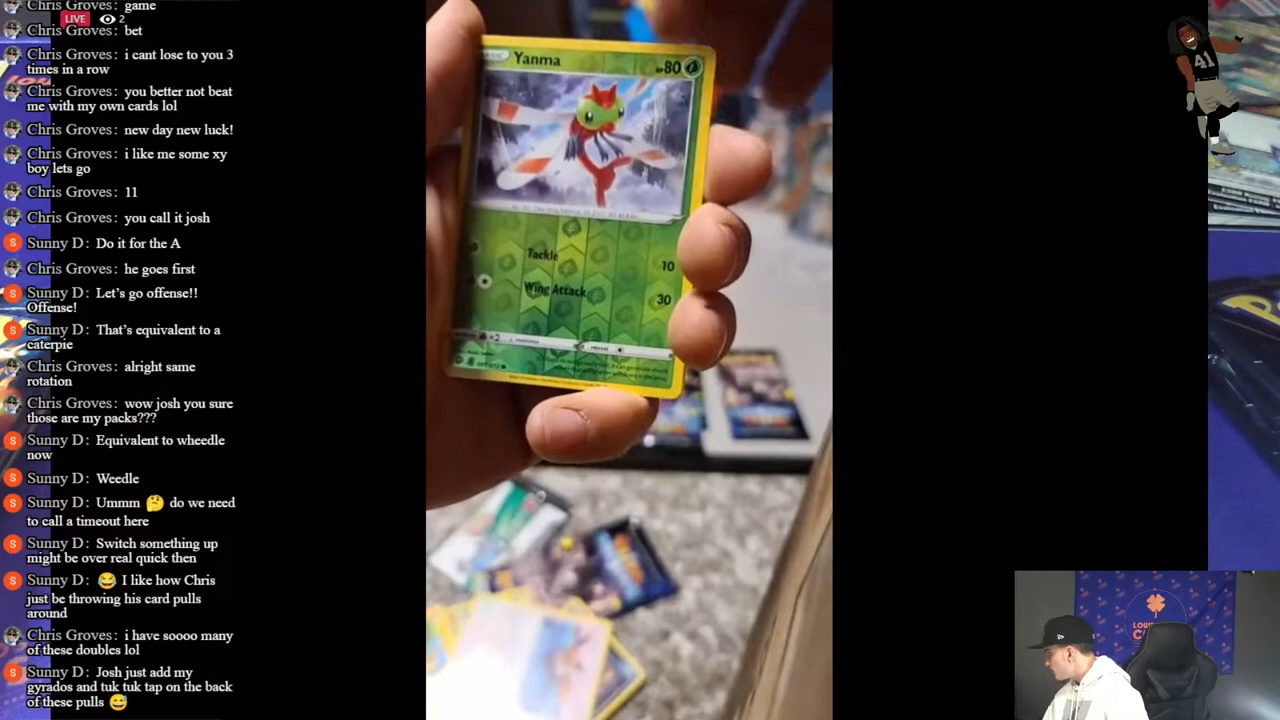 Chris Groves: game
LIVE 2
Chris Groves: bet
Chris Groves: i cant lose to you 3
times in a row
Chris Groves: you better not beat
me with my own cards lol
Chris Groves: new day new luck!
Chris Groves: i like me some xy
boy lets go
Chris Groves: 11
Chris Groves: you call it josh
Sunny D: Do it for the A
Chris Groves: he goes first
Sunny D: Let's go offense!!
Offense!
Sunny D: That's equivalent to a
caterpie
Chris Groves: alright same
rotation
Chris Groves: wow josh you sure
those are my packs???
Sunny D: Equivalent to wheedle
now
Sunny D: Weedle
Sunny D: Ummm 🤔 do we need
to call a timeout here
Sunny D: Switch something up
might be over real quick then
Sunny D: 😂 I like how Chris
just be throwing his card pulls
around
Chris Groves: i have soooo many
of these doubles lol
Sunny D: Josh just add my
gyrados and tuk tuk tap on the back
of these pulls 😅
Yanma
80
Tackle
10
Wing Attack
30
41